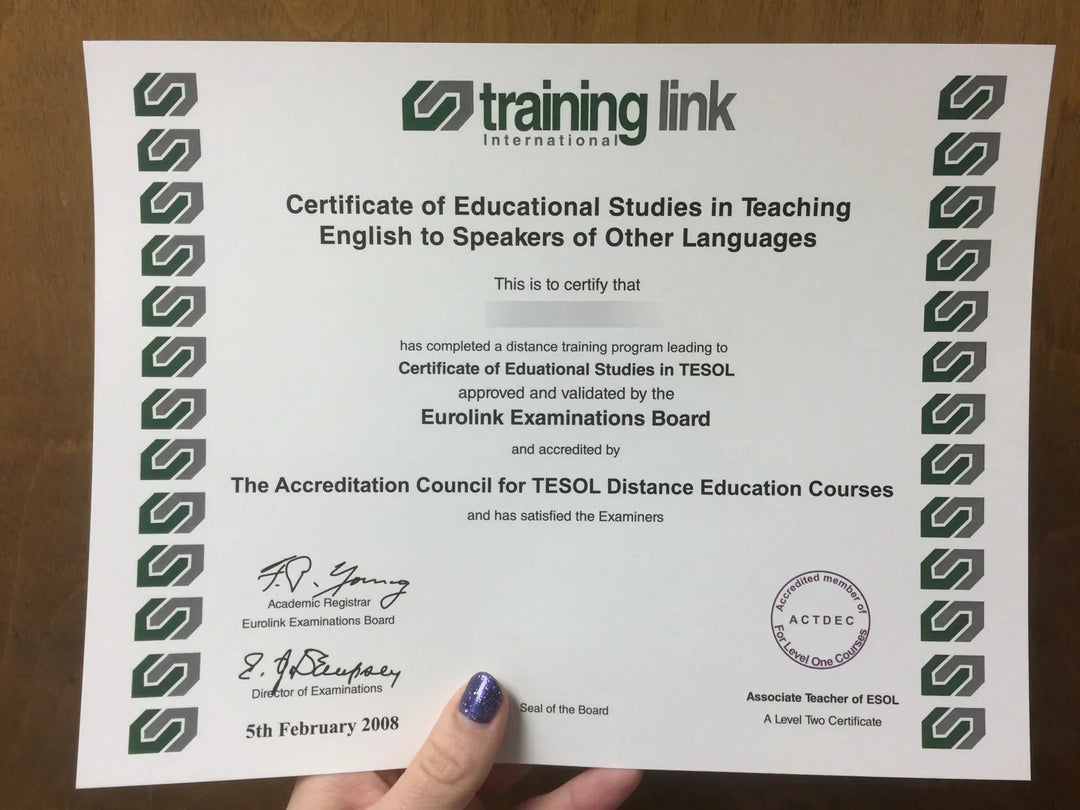 training link
International
Certificate of Educational Studies in Teaching
English to Speakers of Other Languages
This is to certify that
has completed a distance training program leading to
Certificate of Eduational Studies in TESOL
approved and validated by the
Eurolink Examinations Board
and accredited by
The Accreditation Council for TESOL Distance Education Courses
and has satisfied the Examiners
F.P. Young
Academic Registrar
Eurolink Examinations Board
E. J Dempsey
Director of Examinations
5th February 2008
Seal of the Board
Accredited member of
ACTDEC
For Level One Courses
Associate Teacher of ESOL
A Level Two Certificate